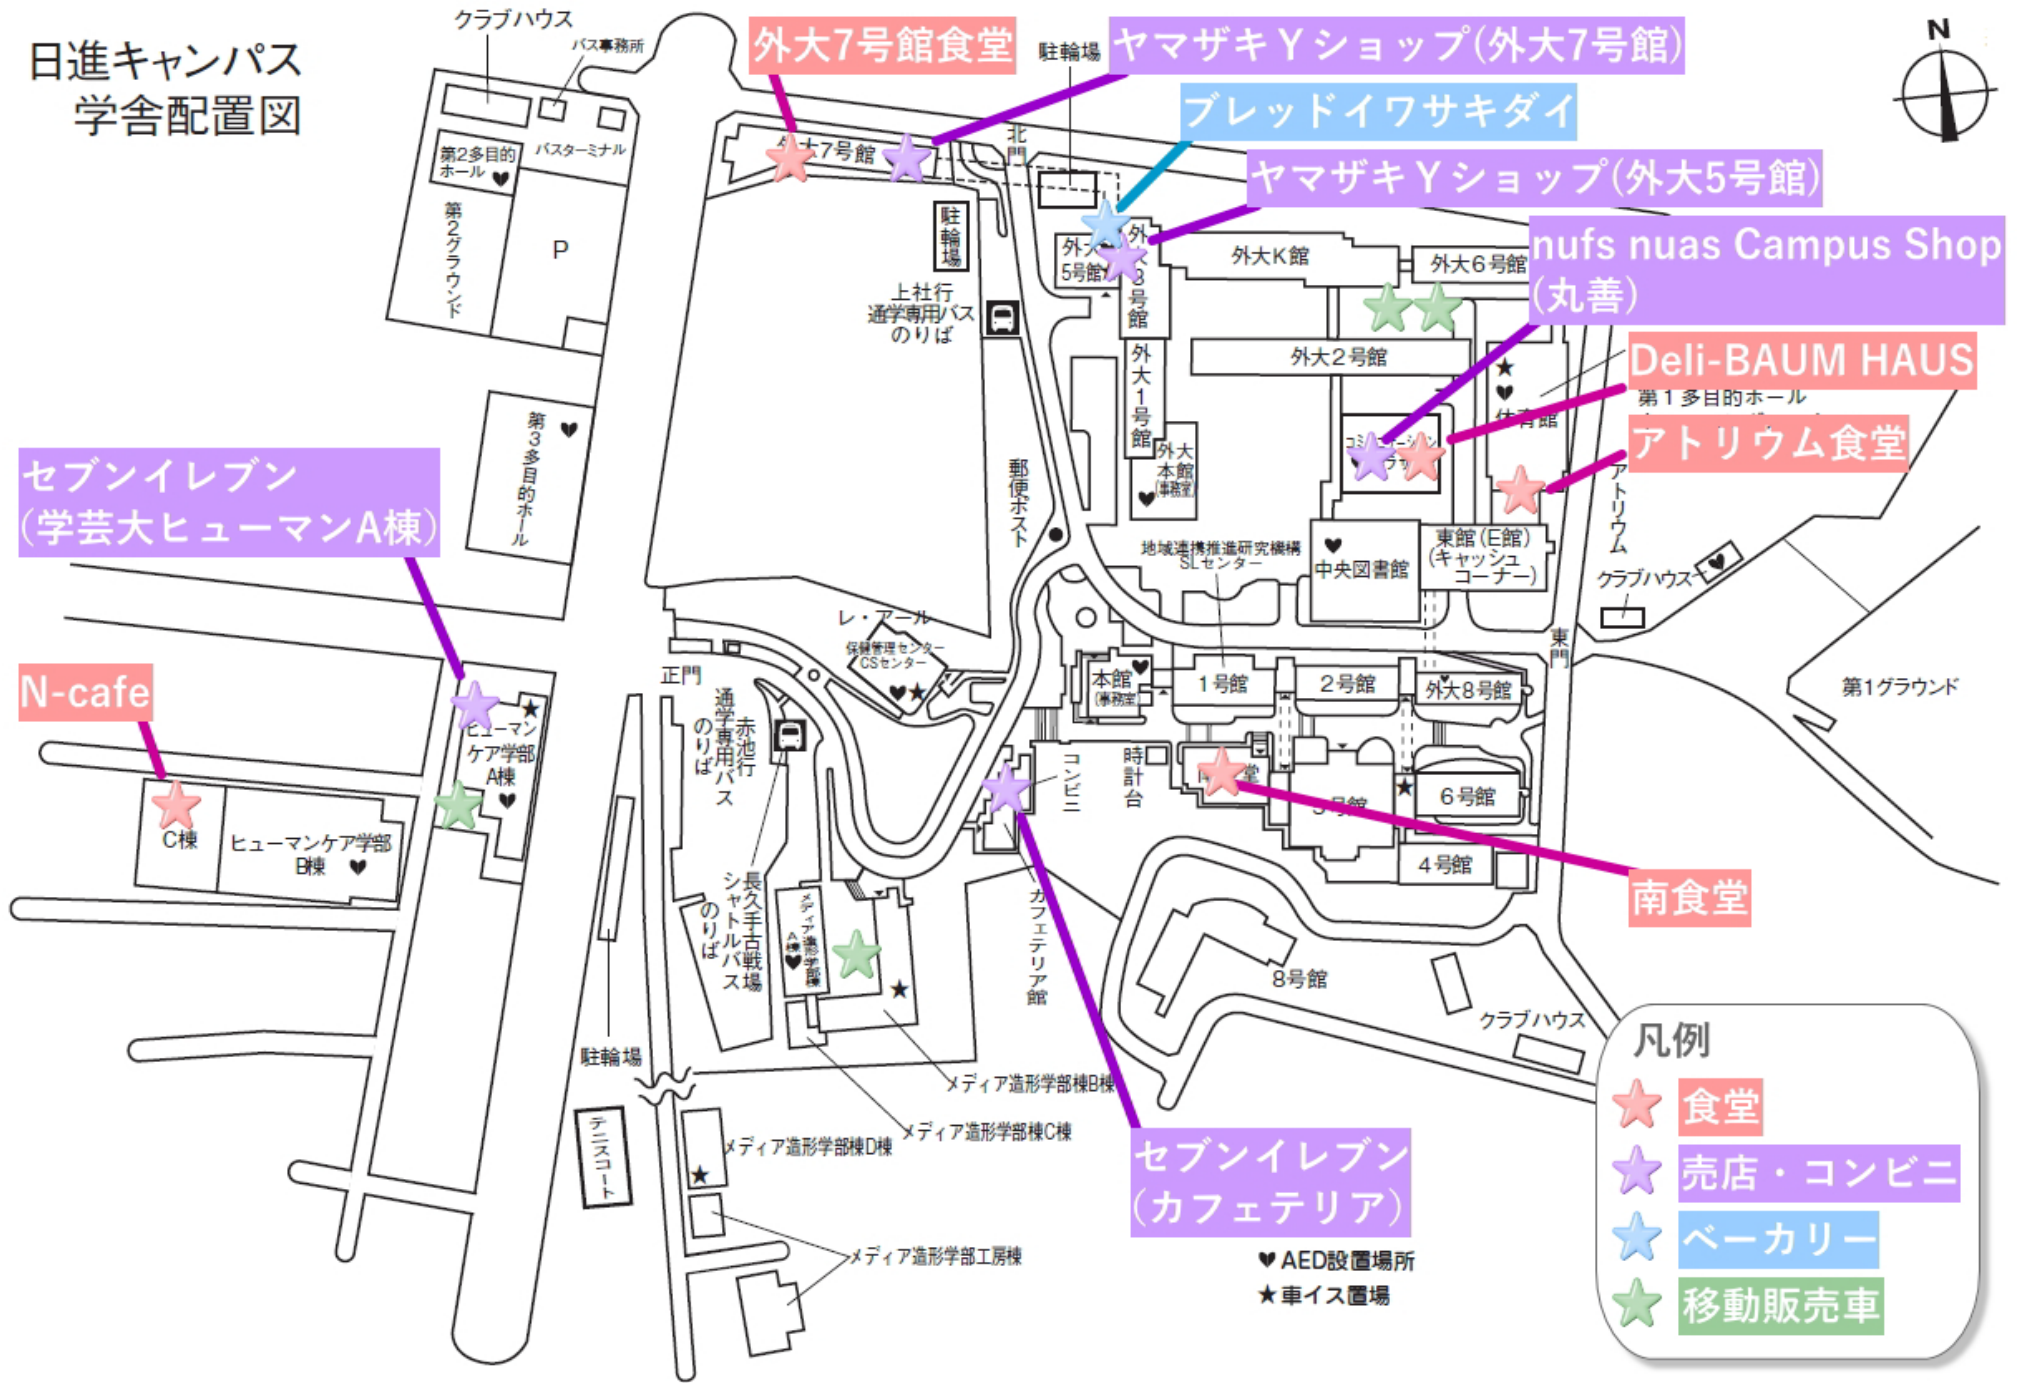 日進キャンパス
学舎配置図
クラブハウス
バス事務所
外大7号館食堂
駐輪場
ヤマザキYショップ(外大7号館)
N
ブレッドイワサキダイ
第2多目的
ホール
バスターミナル
外大7号館
北門
ヤマザキYショップ(外大5号館)
第2グラウンド
P
駐輪場
外大
5号館
号館
外大K館
外大6号館
nufs nuas Campus Shop
(丸善)
上社行
通学専用バス
のりば
外大1号館
外大2号館
Deli-BAUM HAUS
第1多目的ホール
体育館
アトリウム食堂
第3多目的ホール
外大
本館
(事務室)
アトリウム
セブンイレブン
(学芸大ヒューマンA棟)
郵便ポスト
地域連携推進研究機構
SLセンター
中央図書館
東館(E館)
(キャッシュ
コーナー)
クラブハウス
レ・アール
保健管理センター
CSセンター
東門
正門
本館
(事務室)
1号館
2号館
外大8号館
第1グラウンド
N-cafe
ヒューマン
ケア学部
A棟
赤池行
通学専用バス
のりば
コンビニ
時計台
6号館
C棟
ヒューマンケア学部
B棟
4号館
長久手古戦場
シャトルバス
のりば
A棟
カフェテリア館
南食堂
8号館
クラブハウス
駐輪場
メディア造形学部棟B棟
メディア造形学部棟C棟
メディア造形学部棟D棟
テニスコート
セブンイレブン
(カフェテリア)
メディア造形学部工房棟
AED設置場所
車イス置場
凡例
食堂
売店・コンビニ
ベーカリー
移動販売車